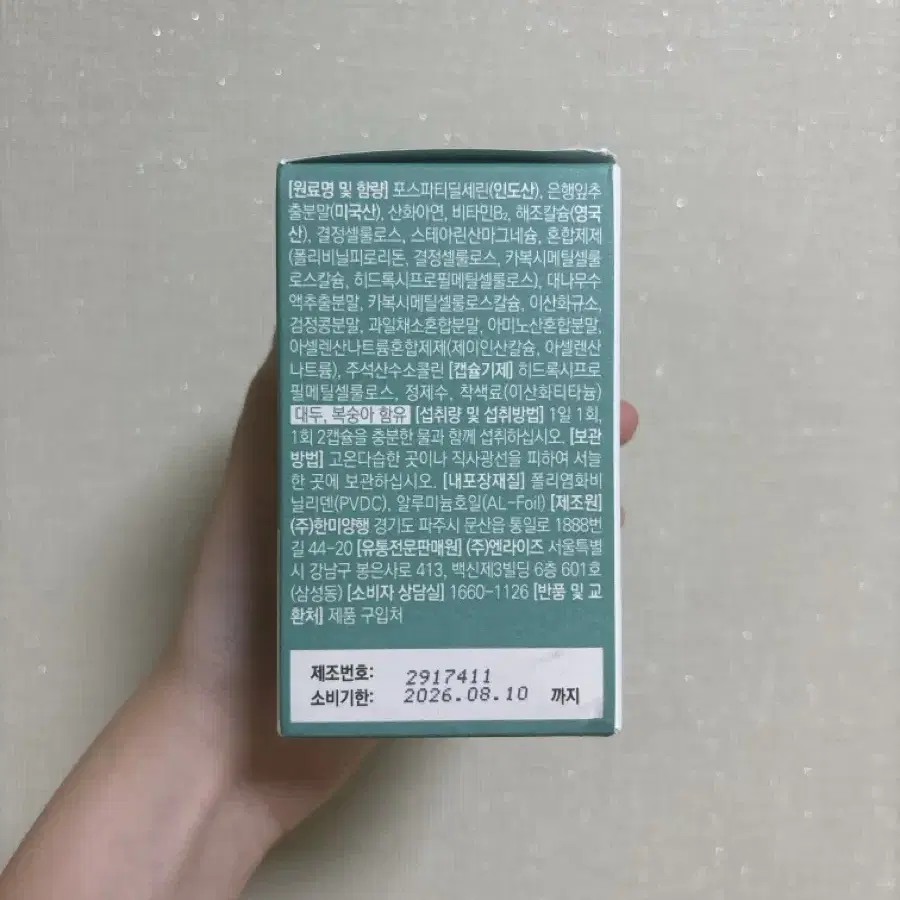 [원료명 및 함량] 포스파티딜세린(인도산), 은행잎추
출분말(미국산), 산화아연, 비타민B₂, 해조칼슘(영국
산), 결정셀룰로스, 스테아린산마그네슘, 혼합제제
(폴리비닐피로리돈, 결정셀룰로스, 카복시메틸셀룰
로스칼슘, 히드록시프로필메틸셀룰로스), 대나무수
액추출분말, 카복시메틸셀룰로스칼슘, 이산화규소,
검정콩분말, 과일채소혼합분말, 아미노산혼합분말,
아셀렌산나트륨혼합제제(제이인산칼슘, 아셀렌산
나트륨), 주석산수소콜린 [캡슐기제] 히드록시프로
필메틸셀룰로스, 정제수, 착색료(이산화티타늄)
대두, 복숭아 함유 [섭취량 및 섭취방법] 1일 1회,
1회 2캡슐을 충분한 물과 함께 섭취하십시오. [보관
방법] 고온다습한 곳이나 직사광선을 피하여 서늘
한 곳에 보관하십시오. [내포장재질] 폴리염화비
닐리덴(PVDC), 알루미늄호일(AL-Foil) [제조원]
(주)한미양행 경기도 파주시 문산읍 통일로 1888번
길 44-20 [유통전문판매원] (주)엔라이즈 서울특별
시 강남구 봉은사로 413, 백신제3빌딩 6층 601호
(삼성동) [소비자 상담실] 1660-1126 [반품 및 교
환처] 제품 구입처
제조번호: 2917411
소비기한: 2026.08.10 까지